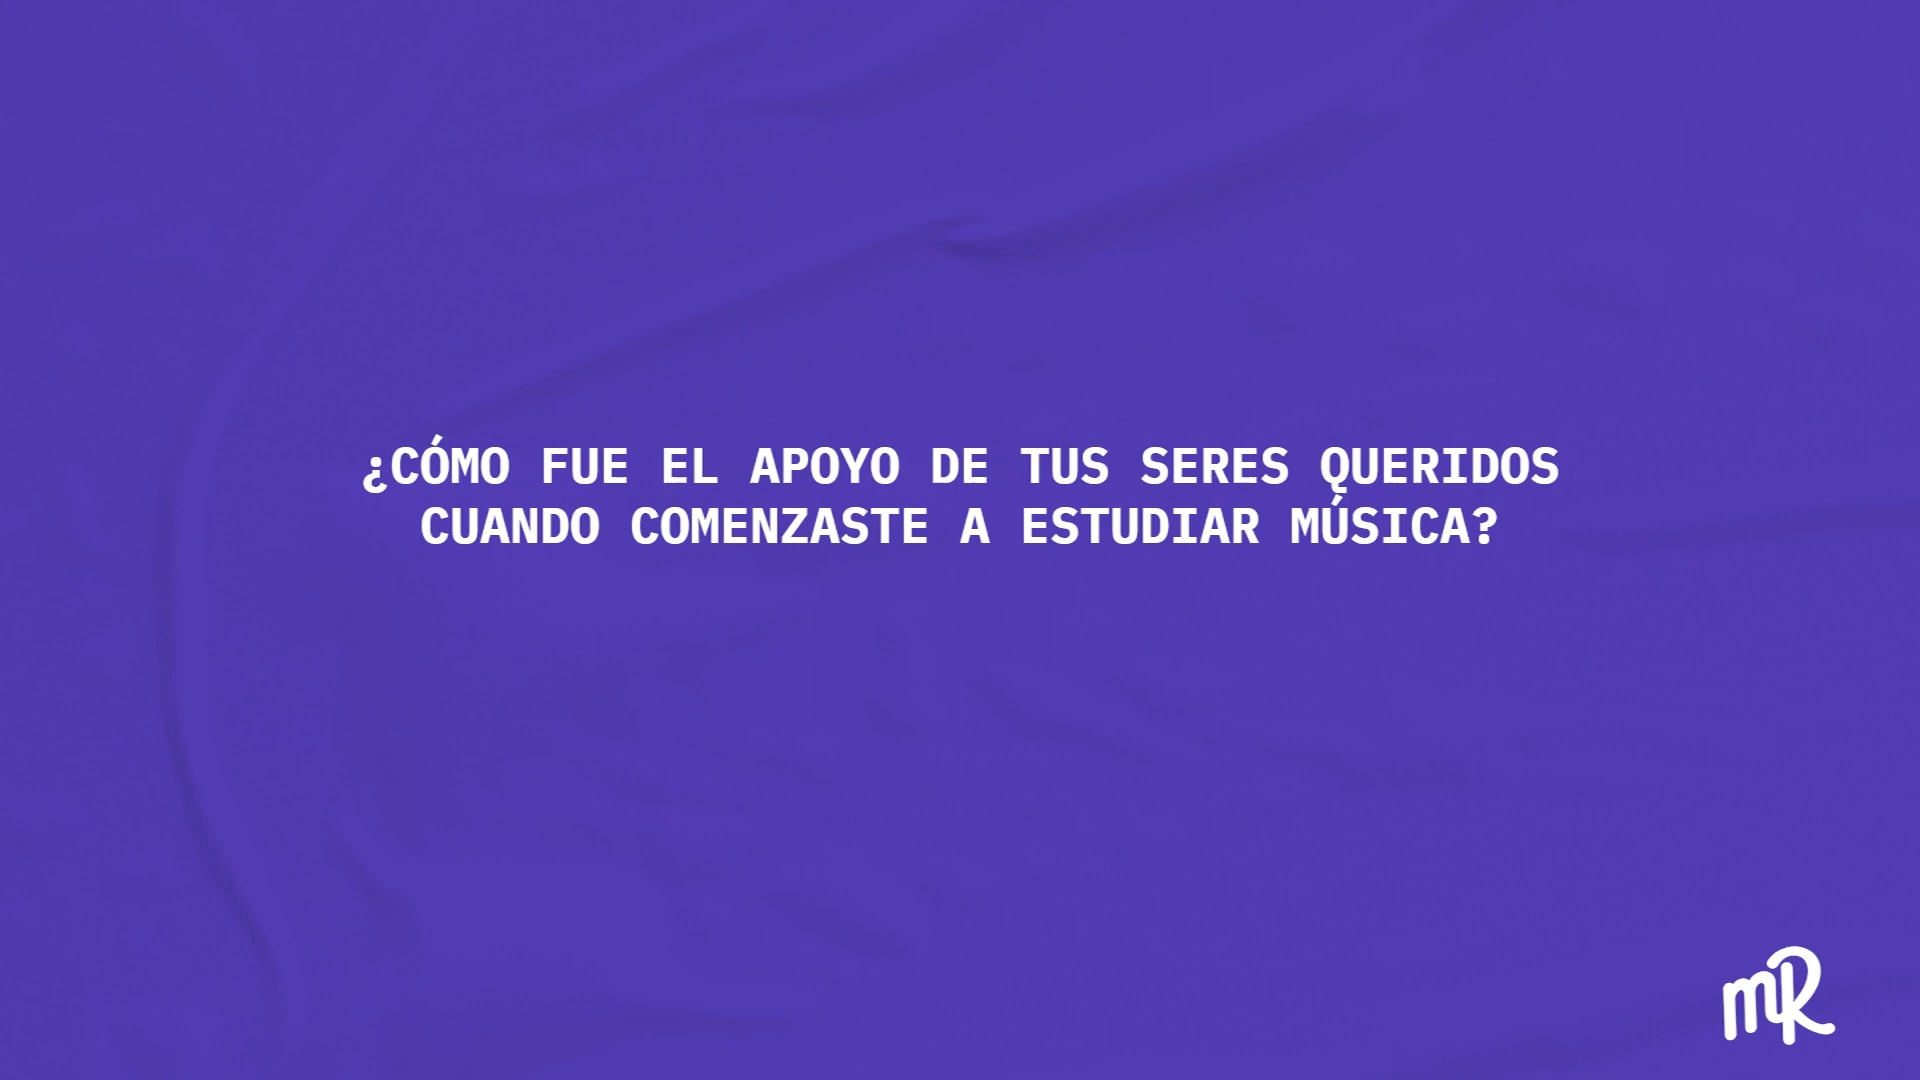 ¿CÓMO FUE EL APOYO DE TUS SERES QUERIDOS
CUANDO COMENZASTE A ESTUDIAR MÚSICA?
mR